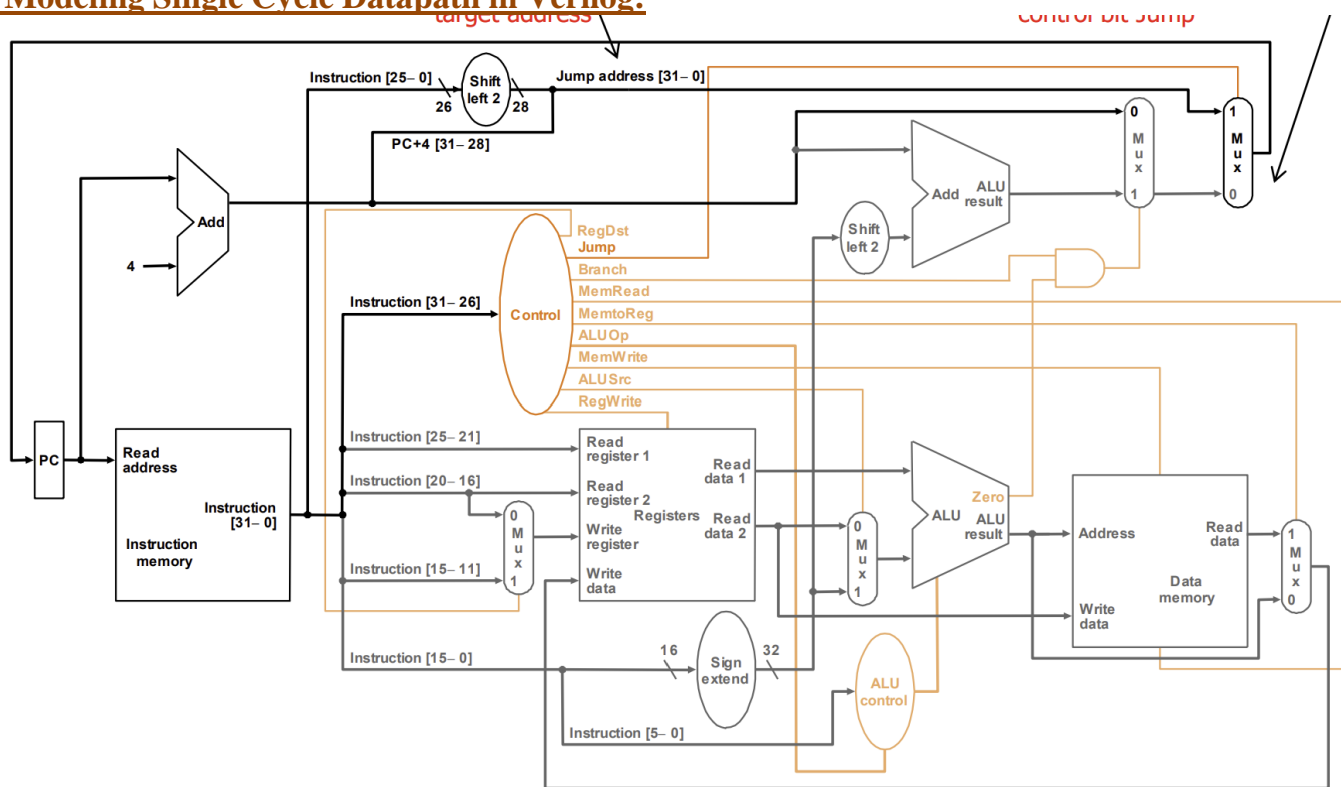 Modeling Single Cycle Datapath in Verilog:
target address
control bit Jump
Instruction [25– 0]
26
Shift
left 2
28
Jump address [31– 0]
PC+4 [31– 28]
Add
4
0
M
u
x
1
1
M
u
x
0
Add
ALU
result
Shift
left 2
RegDst
Jump
Branch
MemRead
MemtoReg
ALUOp
MemWrite
ALUSrc
RegWrite
Instruction [31– 26]
Control
PC
Read
address
Instruction
[31– 0]
Instruction
memory
Instruction [25– 21]
Instruction [20– 16]
0
M
u
x
1
Instruction [15– 11]
Read
register 1
Read
register 2
Registers
Write
register
Write
data
Read
data 1
Read
data 2
0
M
u
x
1
Zero
ALU
ALU
result
Address
Read
data
Data
memory
Write
data
1
M
u
x
0
Instruction [15– 0]
16
Sign
extend
32
ALU
control
Instruction [5– 0]